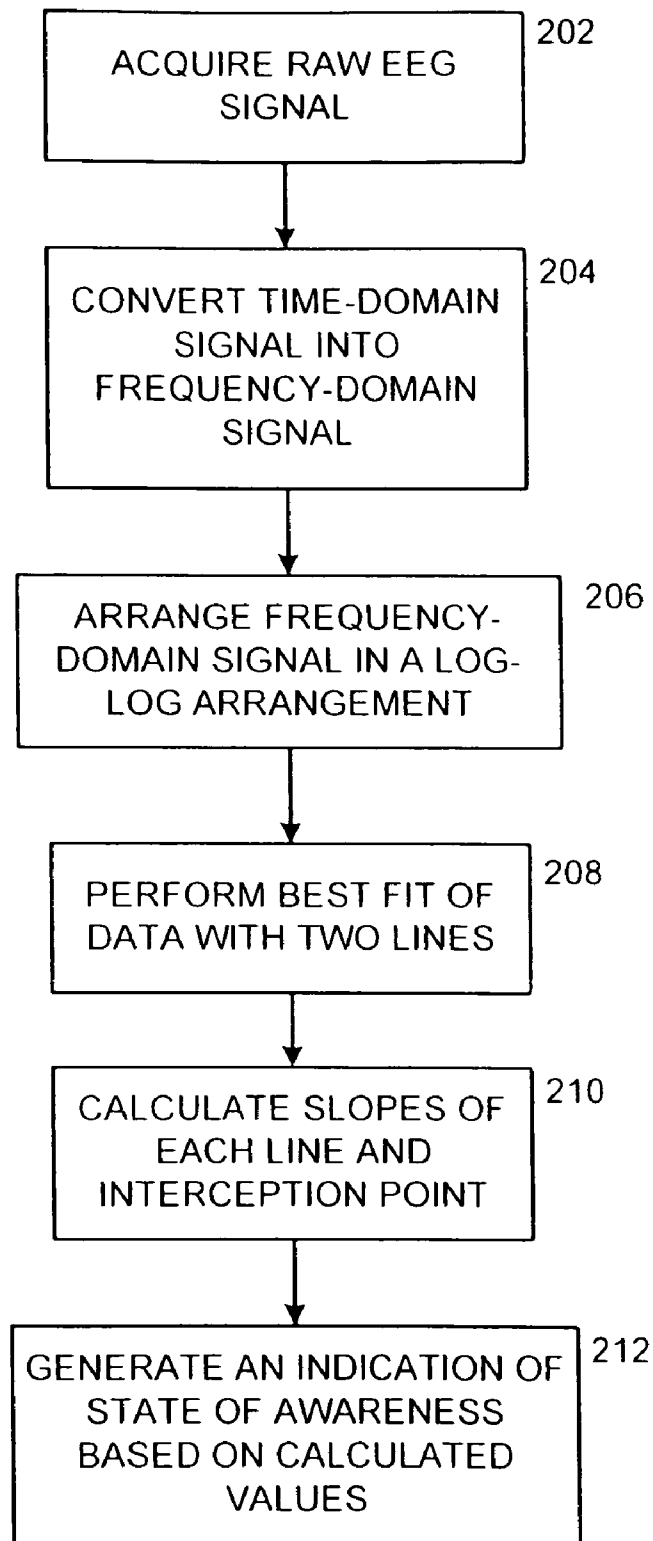 202
ACQUIRE RAW EEG
SIGNAL
204
CONVERT TIME-DOMAIN
SIGNAL INTO
FREQUENCY-DOMAIN
SIGNAL
206
ARRANGE FREQUENCY-
DOMAIN SIGNAL IN A LOG-
LOG ARRANGEMENT
208
PERFORM BEST FIT OF
DATA WITH TWO LINES
210
CALCULATE SLOPES OF
EACH LINE AND
INTERCEPTION POINT
212
GENERATE AN INDICATION OF
STATE OF AWARENESS
BASED ON CALCULATED
VALUES